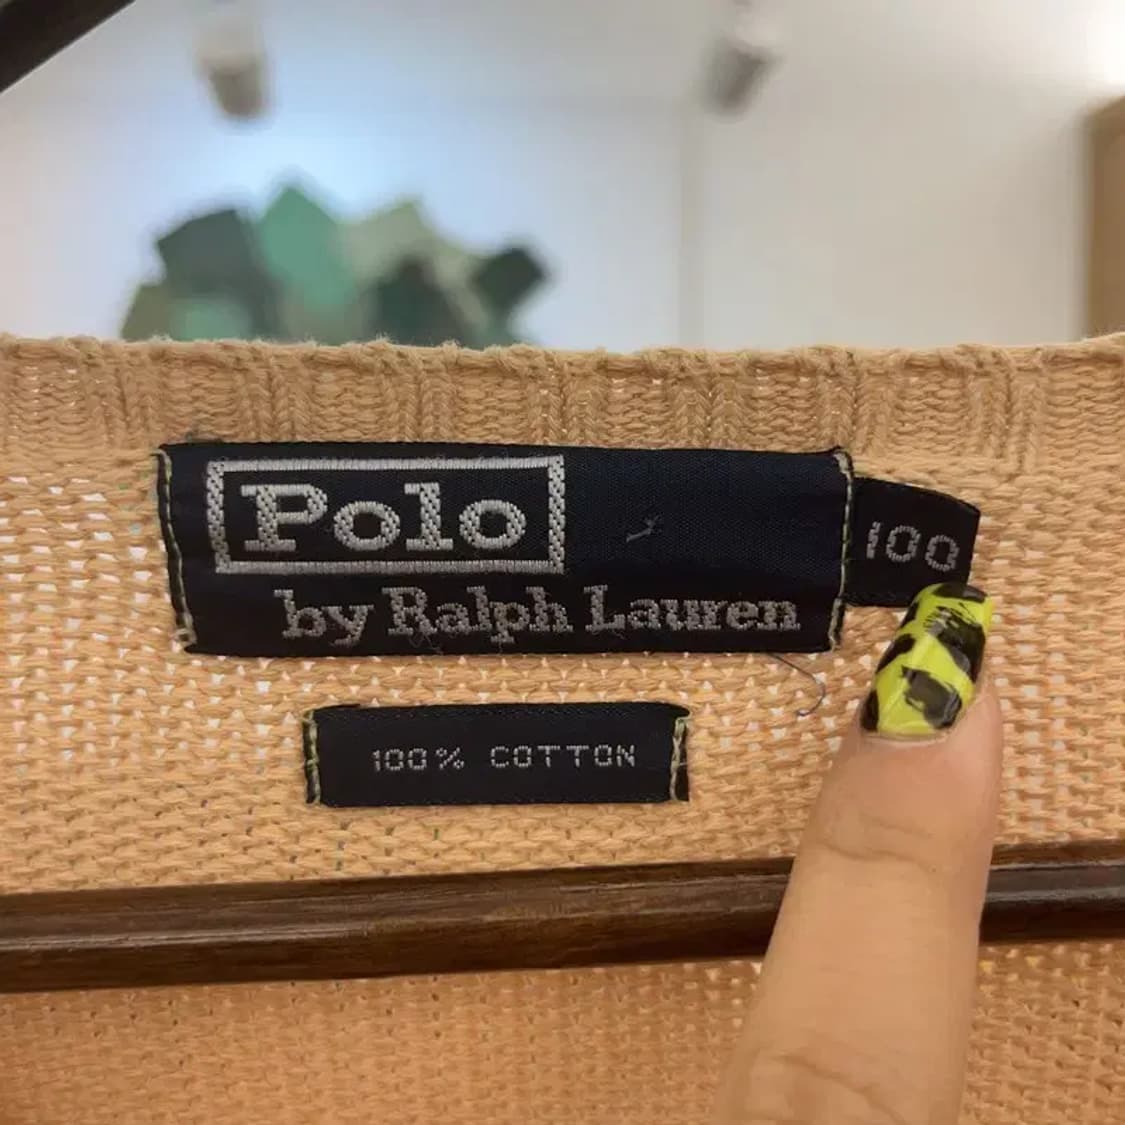 Polo
by Ralph Lauren
100
100% COTTON